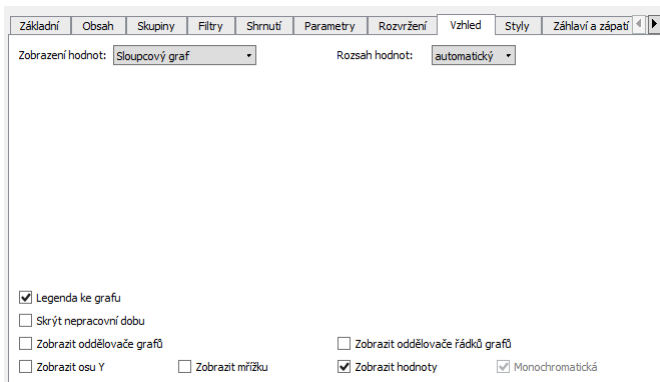 Základní Obsah Skupiny Filtry Shrnutí Parametry Rozvržení Vzhled Styly Záhlaví a zápatí
Zobrazení hodnot: Sloupcový graf Rozsah hodnot: automatický
Legenda ke grafu
Skrýt nepracovní dobu
Zobrazit oddělovače grafů Zobrazit oddělovače řádků grafů
Zobrazit osu Y Zobrazit mřížku Zobrazit hodnoty Monochromatická